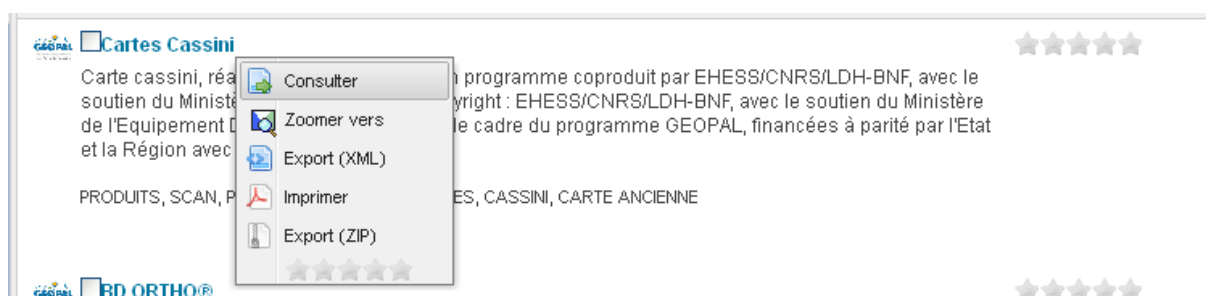 GÉOPAL Cartes Cassini
Carte cassini, réa
programme coproduit par EHESS/CNRS/LDH-BNF, avec le
soutien du Ministè
yright : EHESS/CNRS/LDH-BNF, avec le soutien du Ministère
de l'Equipement D
le cadre du programme GEOPAL, financées à parité par l'Etat
et la Région avec
PRODUITS, SCAN, P
ES, CASSINI, CARTE ANCIENNE
Consulter
Zoomer vers
Export (XML)
Imprimer
Export (ZIP)
GÉOPAL BD ORTHO®